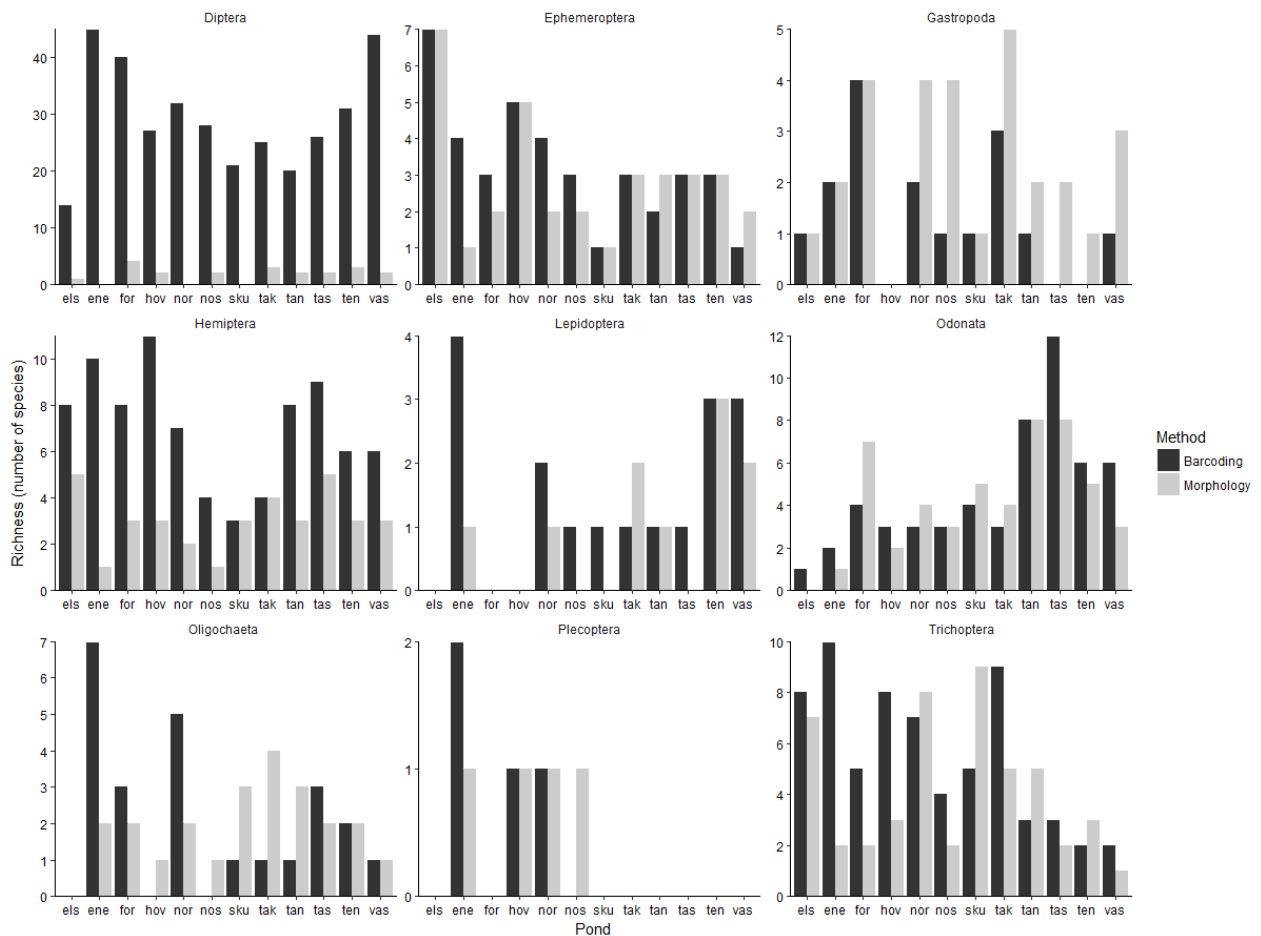 Diptera
Ephemeroptera
Gastropoda
40
30
20
10
0
7
6
5
4
3
2
1
0
5
4
3
2
1
0
els ene for hov nor nos sku tak tan tas ten vas
els ene for hov nor nos sku tak tan tas ten vas
els ene for hov nor nos sku tak tan tas ten vas
Hemiptera
Lepidoptera
Odonata
Richness (number of species)
10
8
6
4
2
0
4
3
2
1
0
12
10
8
6
4
2
0
els ene for hov nor nos sku tak tan tas ten vas
els ene for hov nor nos sku tak tan tas ten vas
els ene for hov nor nos sku tak tan tas ten vas
Method
Barcoding
Morphology
Oligochaeta
Plecoptera
Trichoptera
7
6
5
4
3
2
1
0
2
1
0
10
8
6
4
2
0
els ene for hov nor nos sku tak tan tas ten vas
els ene for hov nor nos sku tak tan tas ten vas
els ene for hov nor nos sku tak tan tas ten vas
Pond